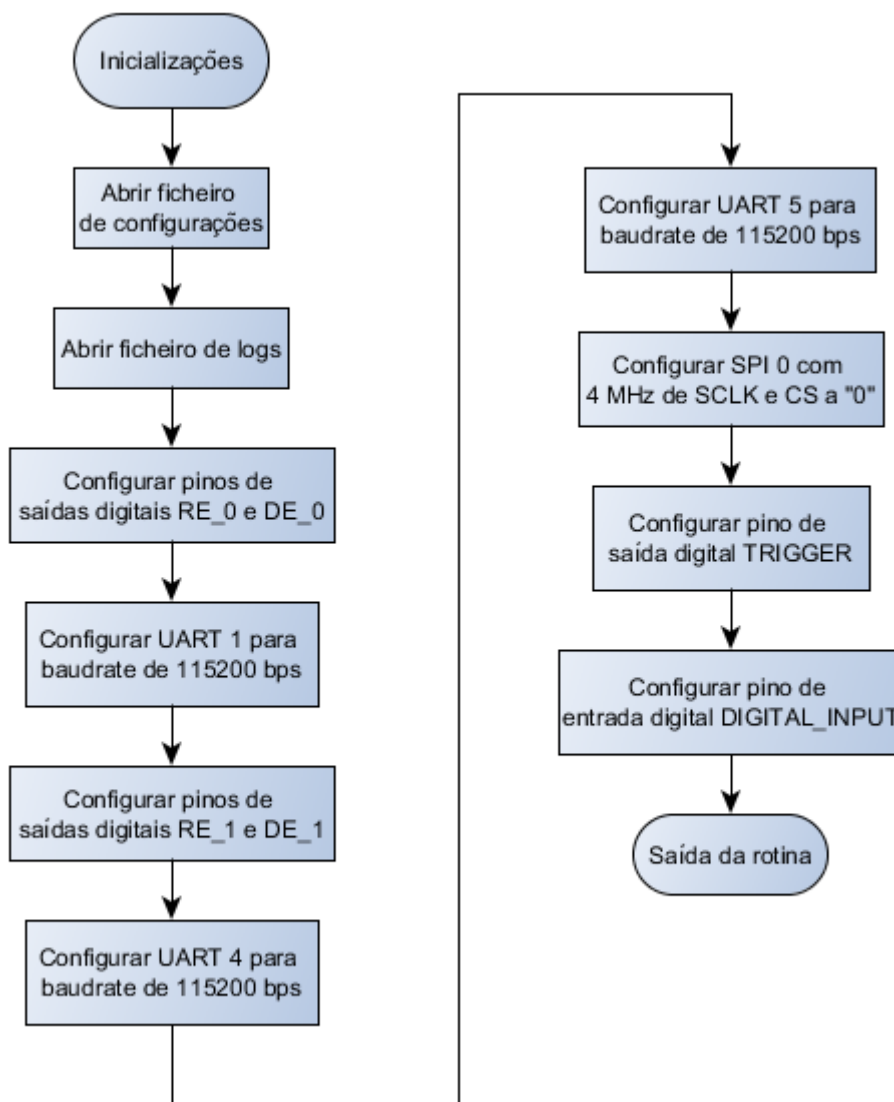 Inicializações
Abrir ficheiro
de configurações
Abrir ficheiro de logs
Configurar pinos de
saídas digitais RE_0 e DE_0
Configurar UART 1 para
baudrate de 115200 bps
Configurar pinos de
saídas digitais RE_1 e DE_1
Configurar UART 4 para
baudrate de 115200 bps
Configurar UART 5 para
baudrate de 115200 bps
Configurar SPI 0 com
4 MHz de SCLK e CS a "0"
Configurar pino de
saída digital TRIGGER
Configurar pino de
entrada digital DIGITAL_INPUT
Saída da rotina